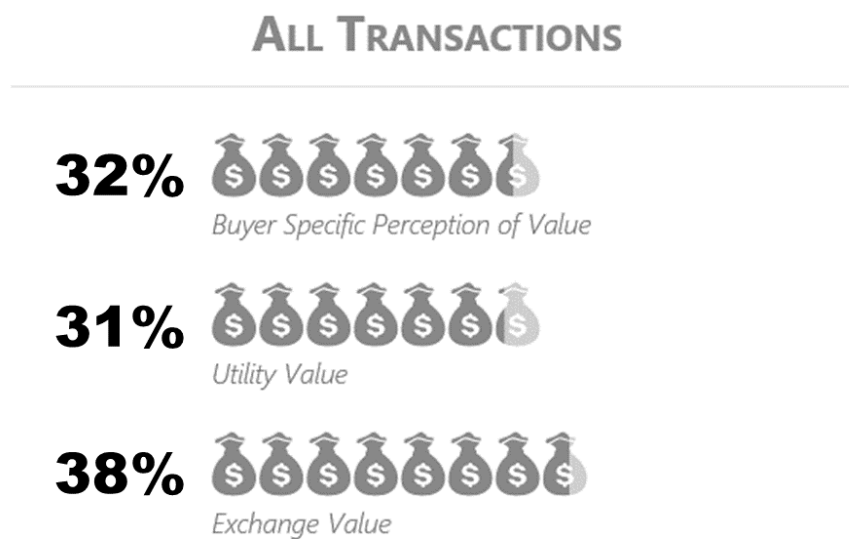 ALL TRANSACTIONS
32%
$ $ $ $ $ $ $
Buyer Specific Perception of Value
31%
$ $ $ $ $ $ $
Utility Value
38%
$ $ $ $ $ $ $ $
Exchange Value